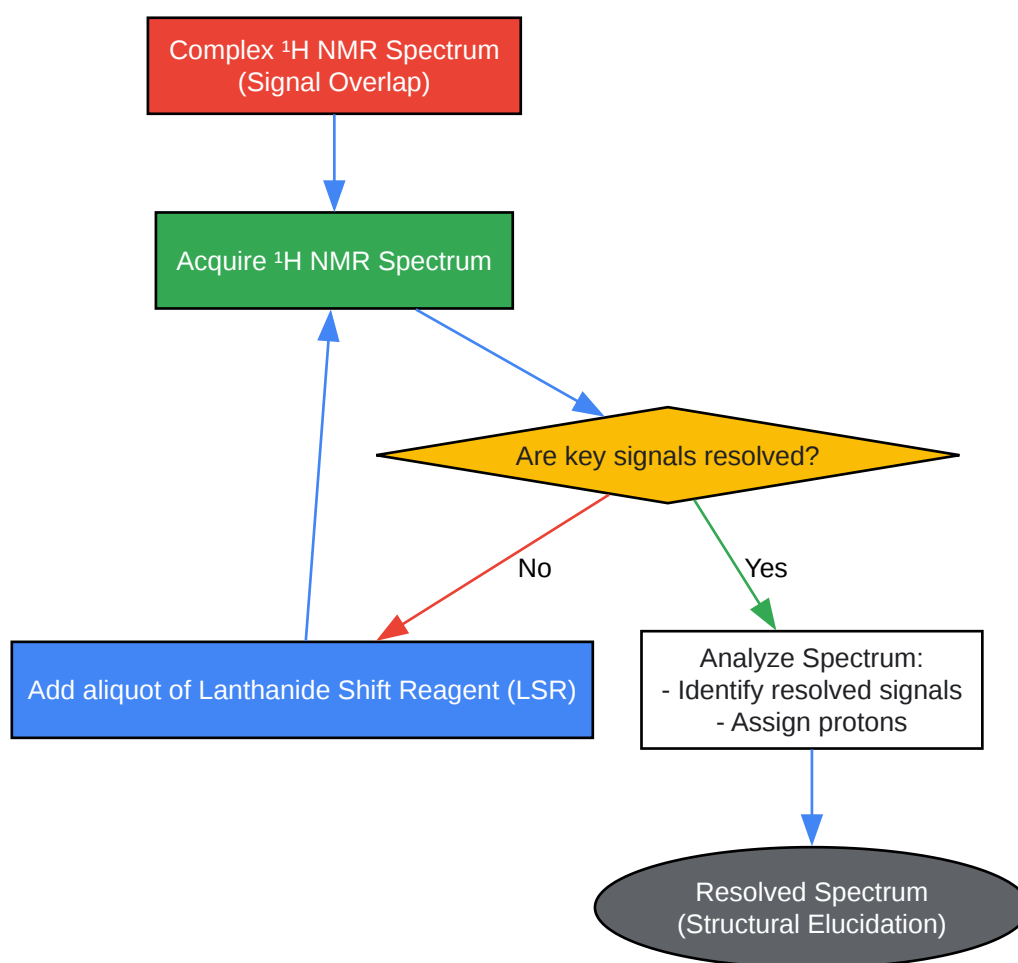 Complex ¹H NMR Spectrum
(Signal Overlap)
Acquire ¹H NMR Spectrum
Are key signals resolved?
No
Yes
Add aliquot of Lanthanide Shift Reagent (LSR)
Analyze Spectrum:
- Identify resolved signals
- Assign protons
Resolved Spectrum
(Structural Elucidation)